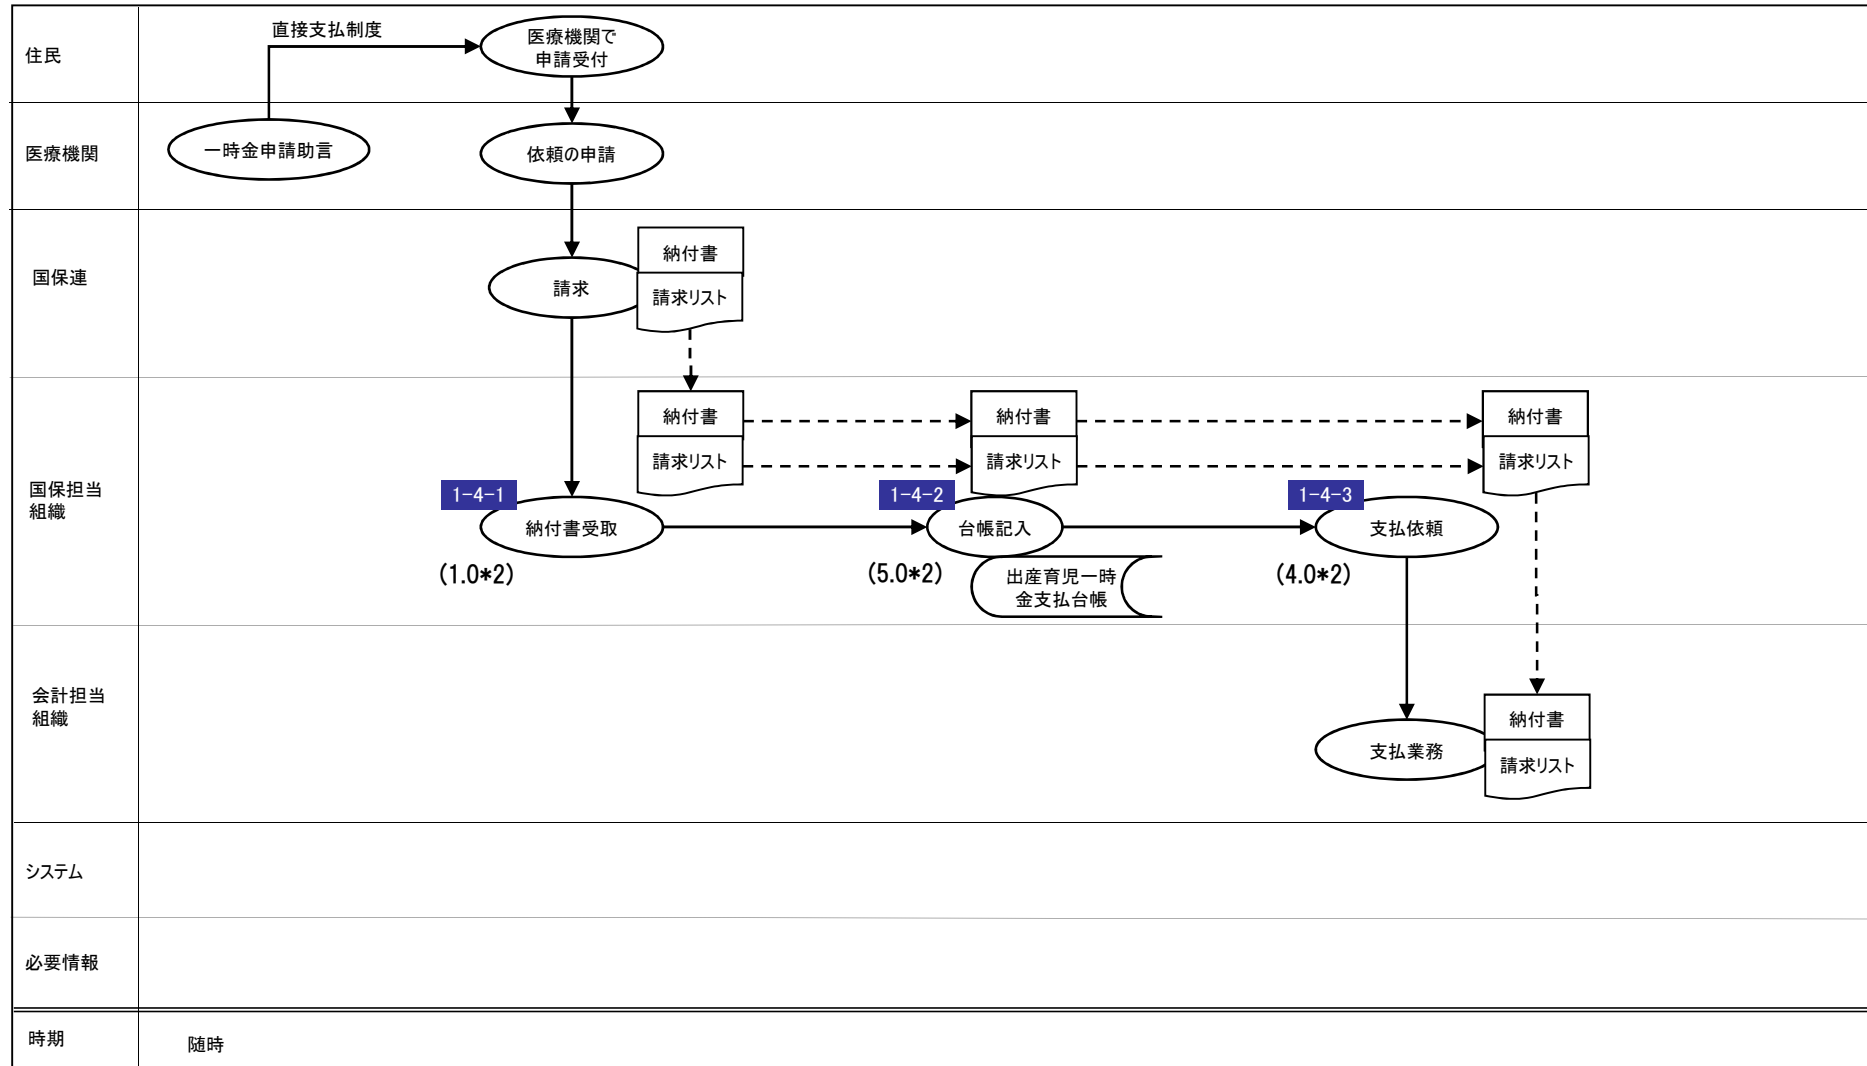 住民
直接支払制度
医療機関で
申請受付
医療機関
一時金申請助言
依頼の申請
国保連
請求
納付書
請求リスト
国保担当
組織
納付書
請求リスト
納付書
請求リスト
納付書
請求リスト
1-4-1
納付書受取
(1.0*2)
1-4-2
台帳記入
(5.0*2)
出産育児一時
金支払台帳
1-4-3
支払依頼
(4.0*2)
会計担当
組織
支払業務
納付書
請求リスト
システム
必要情報
時期
随時